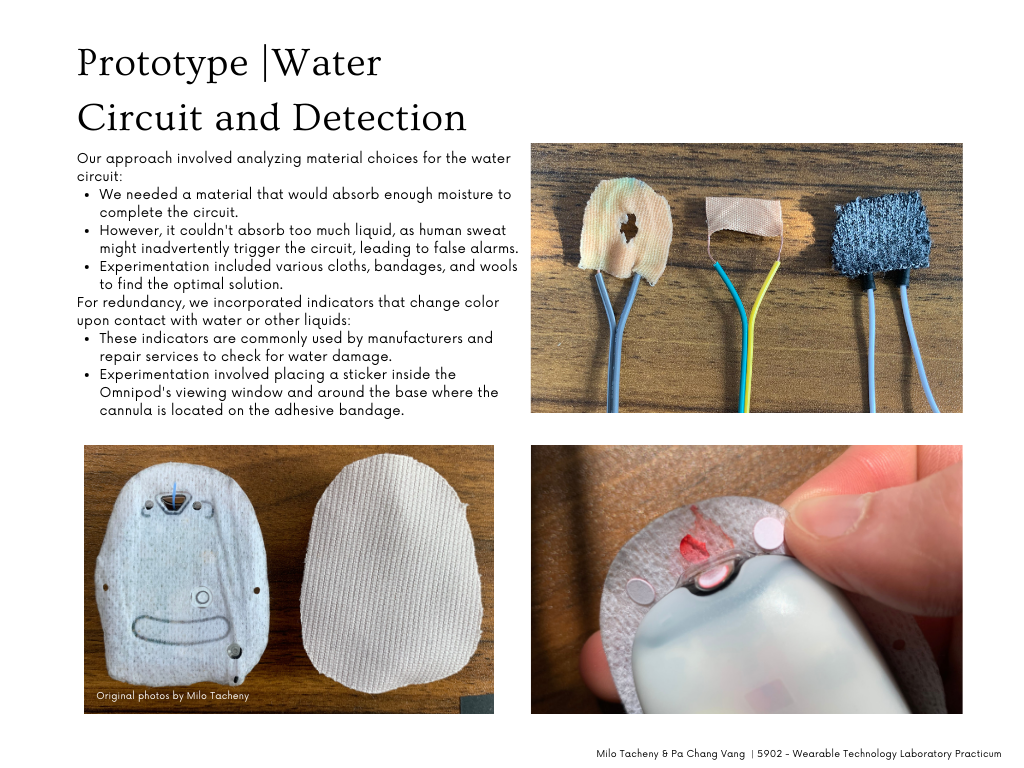 Prototype |Water
Circuit and Detection
Our approach involved analyzing material choices for the water
circuit:
• We needed a material that would absorb enough moisture to
complete the circuit.
• However, it couldn't absorb too much liquid, as human sweat
might inadvertently trigger the circuit, leading to false alarms.
• Experimentation included various cloths, bandages, and wools
to find the optimal solution.
For redundancy, we incorporated indicators that change color
upon contact with water or other liquids:
• These indicators are commonly used by manufacturers and
repair services to check for water damage.
• Experimentation involved placing a sticker inside the
Omnipod's viewing window and around the base where the
cannula is located on the adhesive bandage.
Original photos by Milo Tacheny
Milo Tacheny & Pa Chang Vang | 5902 - Wearable Technology Laboratory Practicum